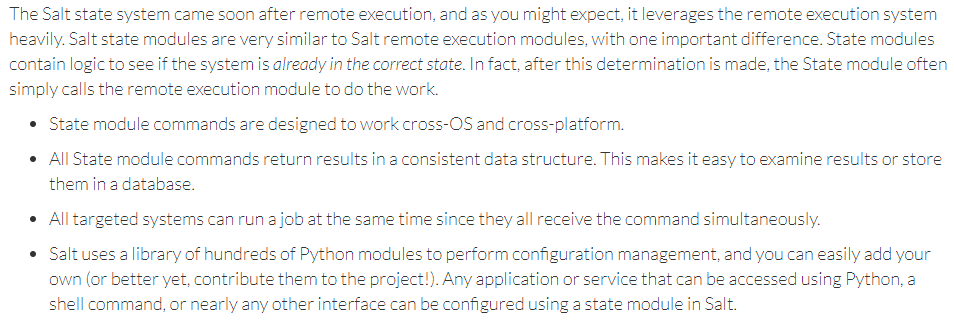 The Salt state system came soon after remote execution, and as you might expect, it leverages the remote execution system
heavily. Salt state modules are very similar to Salt remote execution modules, with one important difference. State modules
contain logic to see if the system is already in the correct state. In fact, after this determination is made, the State module often
simply calls the remote execution module to do the work.
• State module commands are designed to work cross-OS and cross-platform.
• All State module commands return results in a consistent data structure. This makes it easy to examine results or store
them in a database.
• All targeted systems can run a job at the same time since they all receive the command simultaneously.
• Salt uses a library of hundreds of Python modules to perform configuration management, and you can easily add your
own (or better yet, contribute them to the project!). Any application or service that can be accessed using Python, a
shell command, or nearly any other interface can be configured using a state module in Salt.